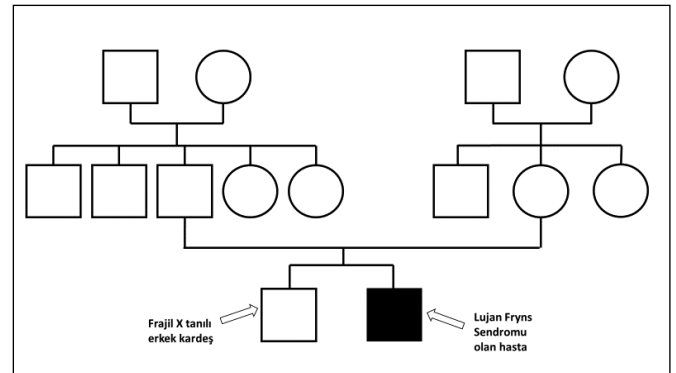 Frajil X tanılı
erkek kardeş
Lujan Fryns
Sendromu
olan hasta